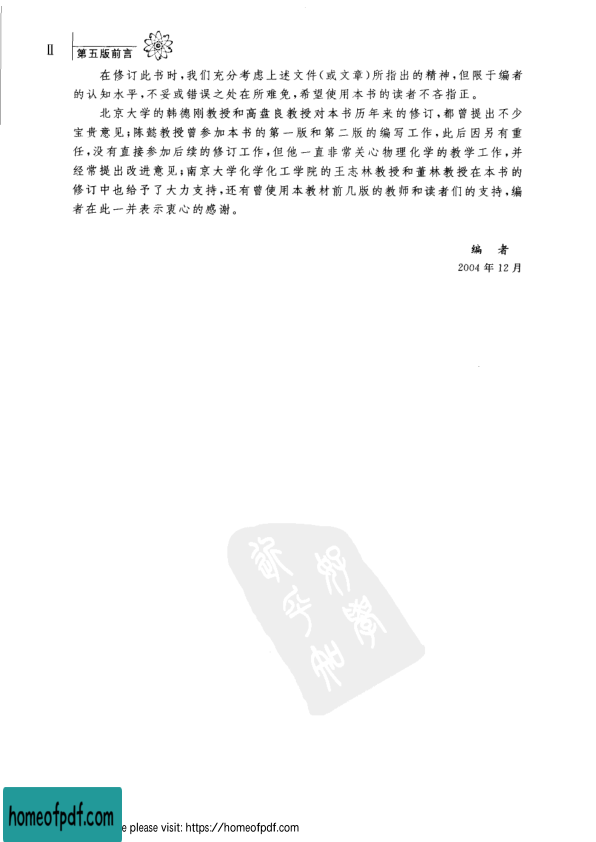 II 第五版前言
在修订此书时,我们充分考虑上述文件(或文章)所指出的精神,但限于编者
的认知水平,不妥或错误之处在所难免,希望使用本书的读者不吝指正。
北京大学的韩德刚教授和高盘良教授对本书历年来的修订,都曾提出不少
宝贵意见;陈懿教授曾参加本书的第一版和第二版的编写工作,此后因另有重
任,没有直接参加后续的修订工作,但他一直非常关心物理化学的教学工作,并
经常提出改进意见;南京大学化学化工学院的王志林教授和董林教授在本书的
修订中也给予了大力支持,还有曾使用本教材前几版的教师和读者们的支持,编
者在此一并表示衷心的感谢。
编 者
2004 年 12 月
好学
近乎知
homeofpdf.com
e please visit: https://homeofpdf.com